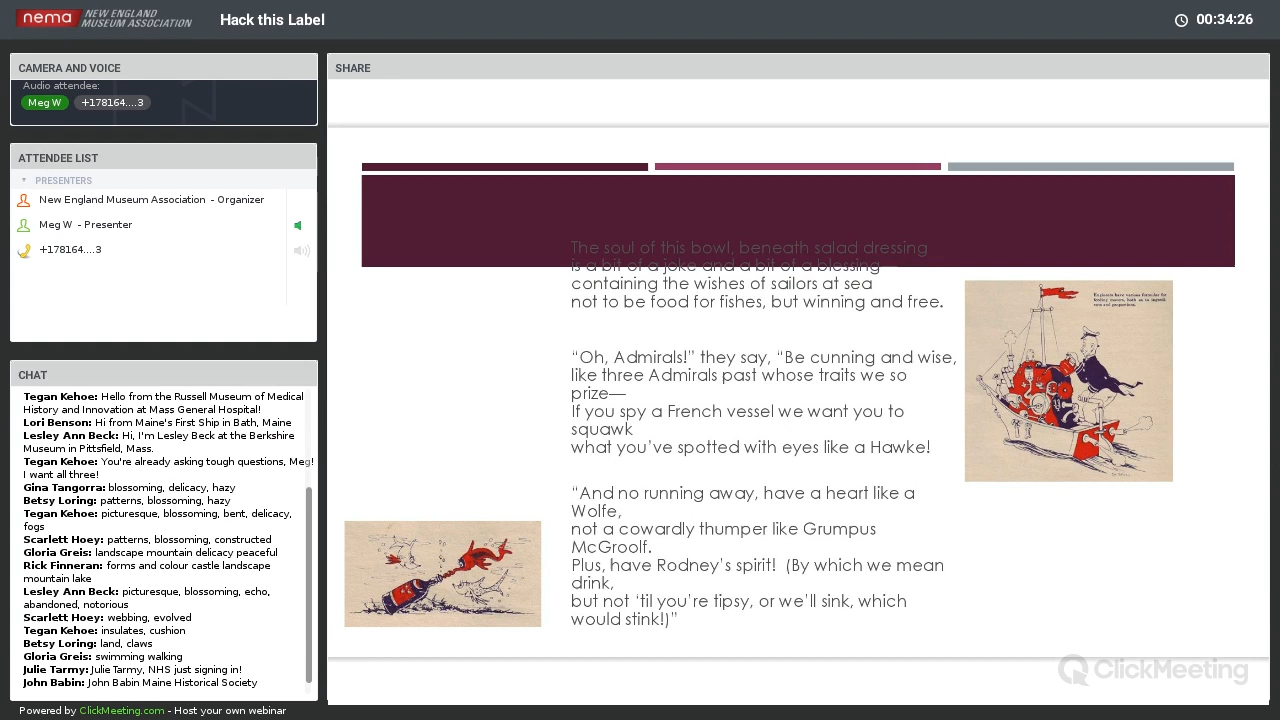 nema NEW ENGLAND
MUSEUM ASSOCIATION
Hack this Label
00:34:26
CAMERA AND VOICE
Audio attendee:
Meg W
+178164....3
ATTENDEE LIST
PRESENTERS
New England Museum Association - Organizer
Meg W - Presenter
+178164....3
CHAT
Tegan Kehoe: Hello from the Russell Museum of Medical
History and Innovation at Mass General Hospital!
Lori Benson: Hi from Maine's First Ship in Bath, Maine
Lesley Ann Beck: Hi, I'm Lesley Beck at the Berkshire
Museum in Pittsfield, Mass.
Tegan Kehoe: You're already asking tough questions, Meg!
I want all three!
Gina Tangorra: blossoming, delicacy, hazy
Betsy Loring: patterns, blossoming, hazy
Tegan Kehoe: picturesque, blossoming, bent, delicacy,
fogs
Scarlett Hoey: patterns, blossoming, constructed
Gloria Greis: landscape mountain delicacy peaceful
Rick Finneran: forms and colour castle landscape
mountain lake
Lesley Ann Beck: picturesque, blossoming, echo,
abandoned, notorious
Scarlett Hoey: webbing, evolved
Tegan Kehoe: insulates, cushion
Betsy Loring: land, claws
Gloria Greis: swimming walking
Julie Tarmy: Julie Tarmy, NHS just signing in!
John Babin: John Babin Maine Historical Society
Powered by ClickMeeting.com - Host your own webinar
SHARE
The soul of this bowl, beneath salad dressing
is a bit of a joke and a bit of a blessing—
containing the wishes of sailors at sea
not to be food for fishes, but winning and free.
“Oh, Admirals!” they say, “Be cunning and wise,
like three Admirals past whose traits we so
prize—
If you spy a French vessel we want you to
squawk
what you’ve spotted with eyes like a Hawke!
“And no running away, have a heart like a
Wolfe,
not a cowardly thumper like Grumpus
McGroolf.
Plus, have Rodney’s spirit! (By which we mean
drink,
but not ‘til you’re tipsy, or we’ll sink, which
would stink!)”
ClickMeeting